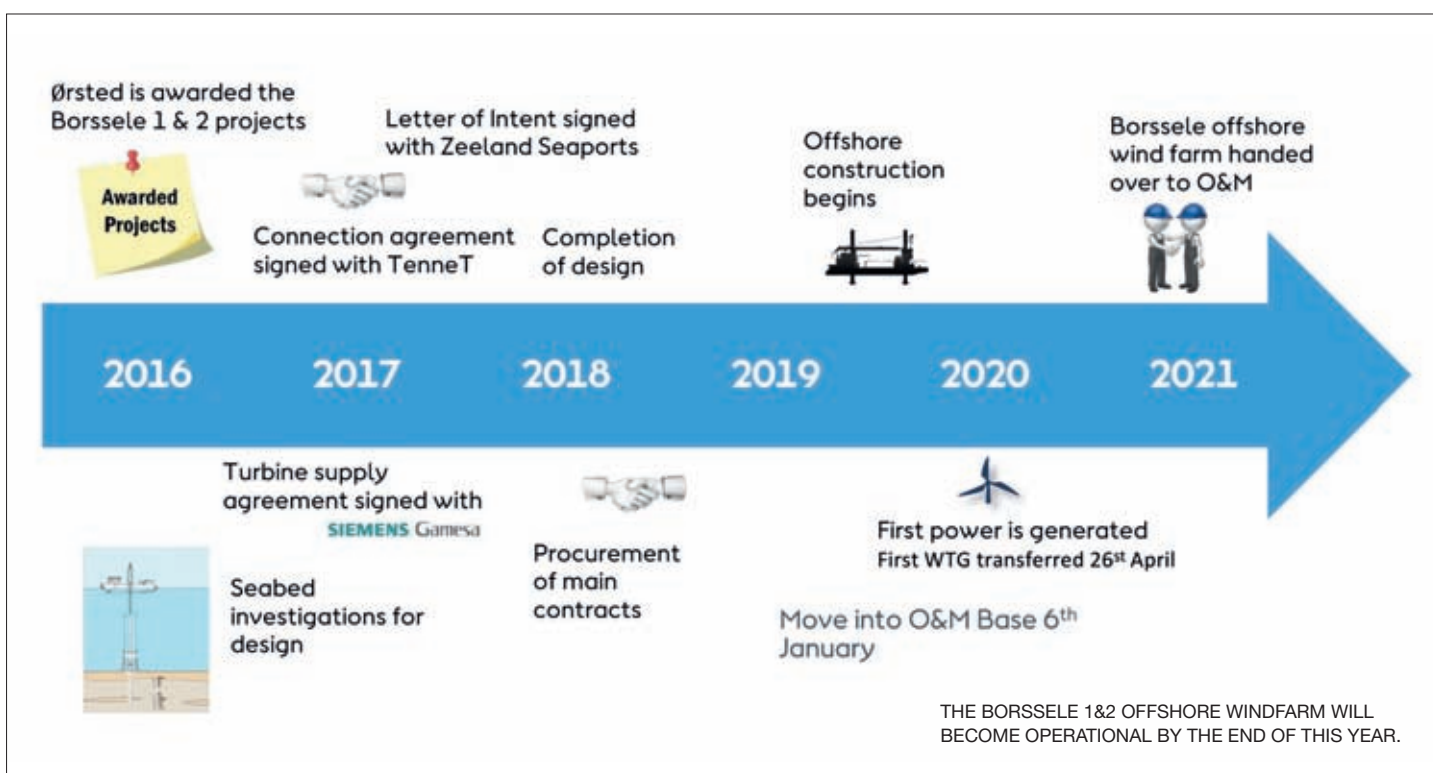 Ørsted is awarded the
Borssele 1 & 2 projects
Awarded
Projects
Letter of Intent signed
with Zeeland Seaports
Connection agreement
signed with TenneT
Completion
of design
Offshore
construction
begins
Borssele offshore
wind farm handed
over to O&M
2016 2017 2018 2019 2020 2021
Turbine supply
agreement signed with
SIEMENS Gamesa
Seabed
investigations for
design
Procurement
of main
contracts
First power is generated
First WTG transferred 26st April
Move into O&M Base 6th
January
THE BORSSELE 1&2 OFFSHORE WINDFARM WILL
BECOME OPERATIONAL BY THE END OF THIS YEAR.